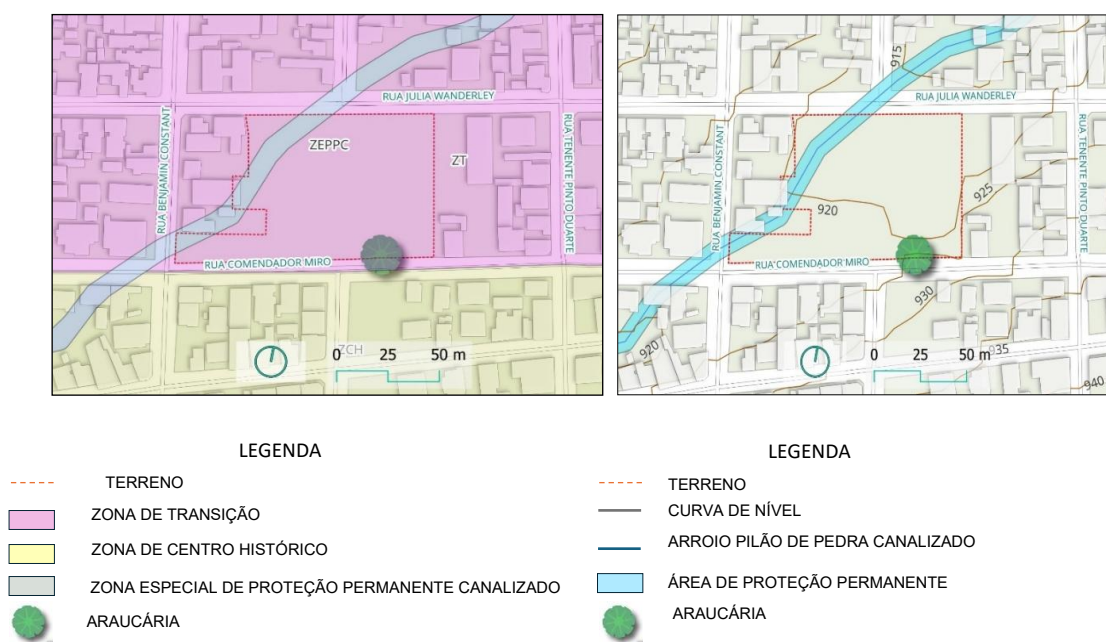 RUA JULIA WANDERLEY
RUA BENJAMIN CONSTANT
RUA TENENTE PINTO DUARTE
ZEPPC
ZT
RUA COMENDADOR MIRO
ZCH
0 25 50 m
915
RUA JULIA WANDERLEY
RUA BENJAMIN CONSTANT
RUA TENENTE PINTO DUARTE
925
920
RUA COMENDADOR MIRO
930
920
0 25 50 m
935
940
LEGENDA
TERRENO
ZONA DE TRANSIÇÃO
ZONA DE CENTRO HISTÓRICO
ZONA ESPECIAL DE PROTEÇÃO PERMANENTE CANALIZADO
ARAUCÁRIA
LEGENDA
TERRENO
CURVA DE NÍVEL
ARROIO PILÃO DE PEDRA CANALIZADO
ÁREA DE PROTEÇÃO PERMANENTE
ARAUCÁRIA